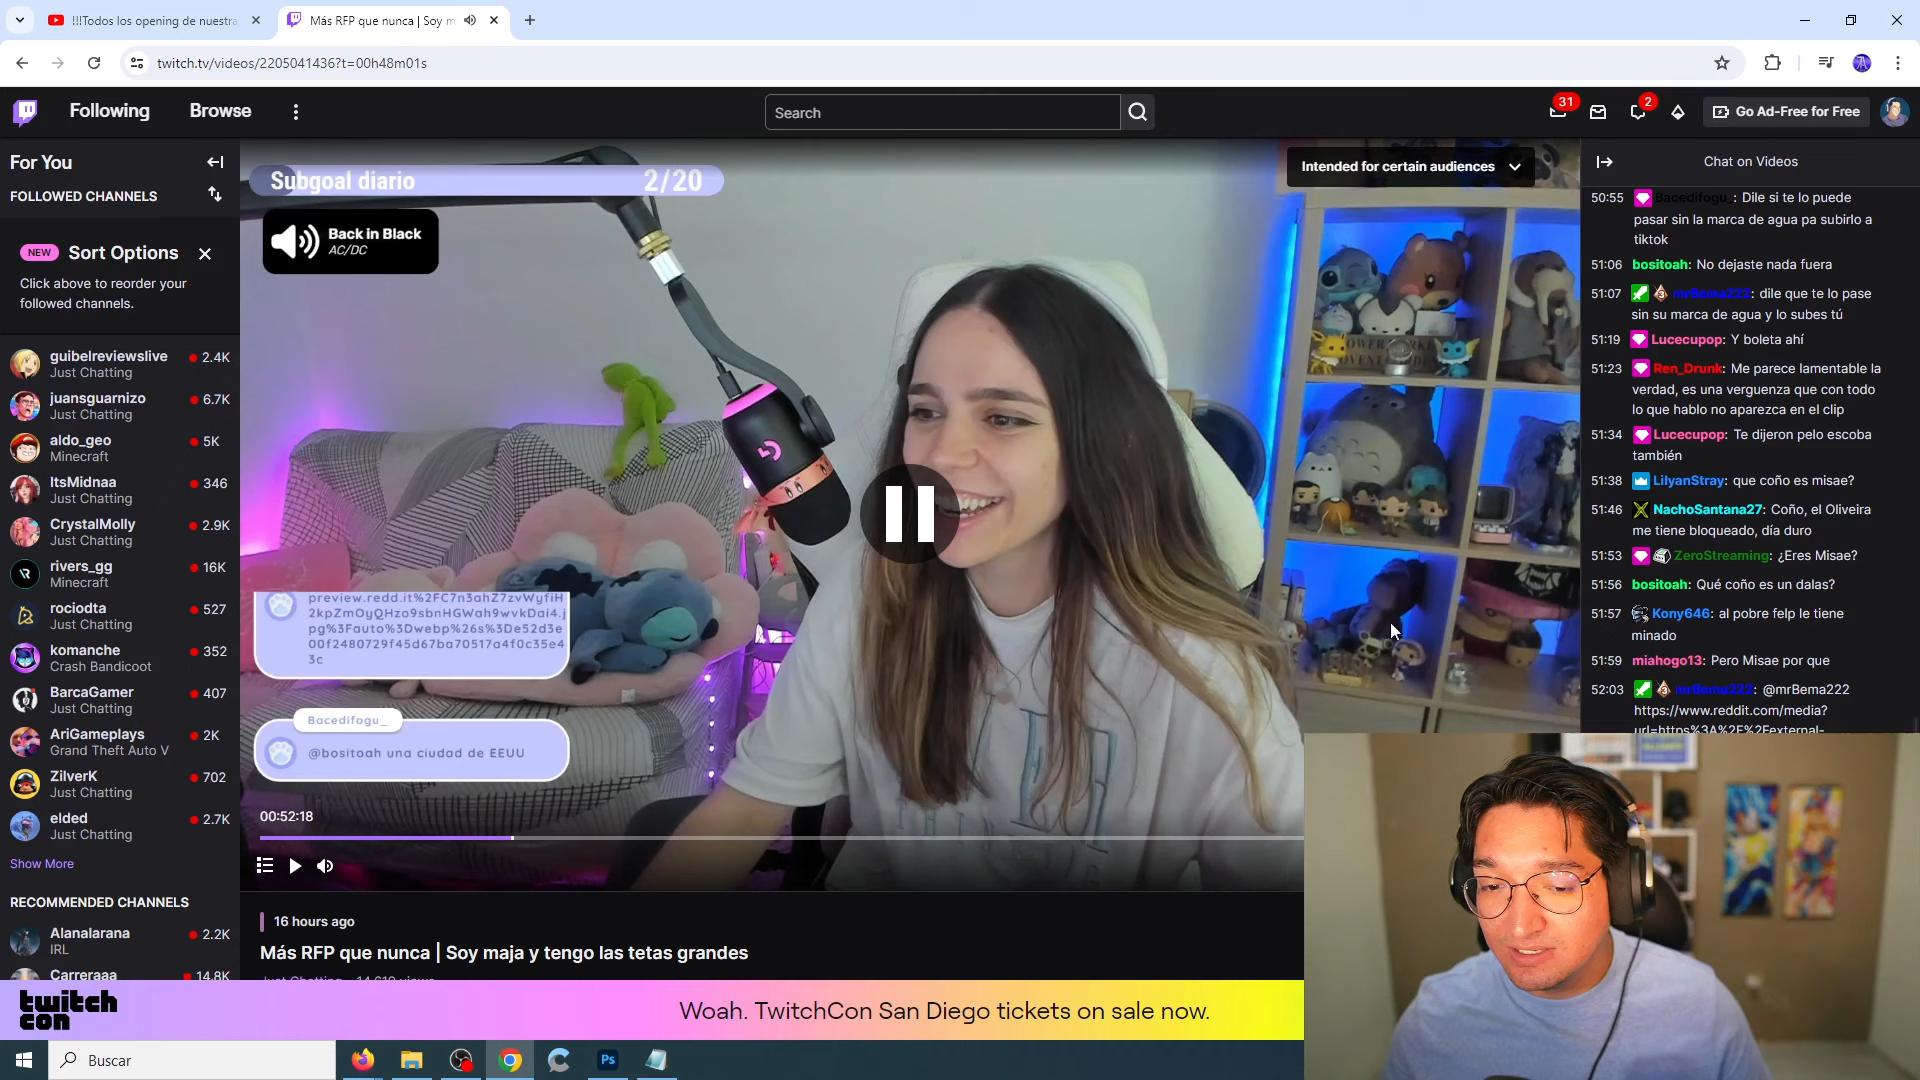 !!!Todos los opening de nuestra
Más RFP que nunca | Soy m
twitch.tv/videos/2205041436?t=00h48m01s
Following
Browse
Search
31
2
Go Ad-Free for Free
For You
FOLLOWED CHANNELS
NEW
Sort Options
Click above to reorder your
followed channels.
guibelreviewslive
2.4K
Just Chatting
juansguarnizo
6.7K
Just Chatting
aldo_geo
5K
Minecraft
ItsMidnaa
346
Just Chatting
CrystalMolly
2.9K
Just Chatting
rivers_gg
16K
Minecraft
rociodta
527
Just Chatting
komanche
352
Crash Bandicoot
BarcaGamer
407
Just Chatting
AriGameplays
2K
Grand Theft Auto V
ZilverK
702
Just Chatting
elded
2.7K
Just Chatting
Show More
RECOMMENDED CHANNELS
Alanalarana
2.2K
IRL
Carreraaa
14.8K
Subgoal diario
2/20
Back in Black
AC/DC
Intended for certain audiences
preview.redd.it%2FC7n3ahZ7zvWyfiH
2kpZmOyQHzo9sbnHGWah9wvkDai4.j
pg%3Fauto%3Dwebp%26s%3De52d3e
00f2480729f45d67ba70517a4f0c35e4
3c
Bacedifogu_
@bositoah una ciudad de EEUU
00:52:18
16 hours ago
Más RFP que nunca | Soy maja y tengo las tetas grandes
Just Chatting
Chat on Videos
50:55 Bacedifogu_: Dile si te lo puede
pasar sin la marca de agua pa subirlo a
tiktok
51:06 bositoah: No dejaste nada fuera
51:07 mrBema222: dile que te lo pase
sin su marca de agua y lo subes tú
51:19 Lucecupop: Y boleta ahí
51:23 Ren_Drunk: Me parece lamentable la
verdad, es una verguenza que con todo
lo que hablo no aparezca en el clip
51:34 Lucecupop: Te dijeron pelo escoba
también
51:38 LilyanStray: que coño es misae?
51:46 NachoSantana27: Coño, el Oliveira
me tiene bloqueado, día duro
51:53 ZeroStreaming: ¿Eres Misae?
51:56 bositoah: Qué coño es un dalas?
51:57 Kony646: al pobre felp le tiene
minado
51:59 miahogo13: Pero Misae por que
52:03 mrBema222: @mrBema222
https://www.reddit.com/media?
url=https%3A%2F%2Fexternal-
twitch
con
Woah. TwitchCon San Diego tickets on sale now.
Buscar
Ps